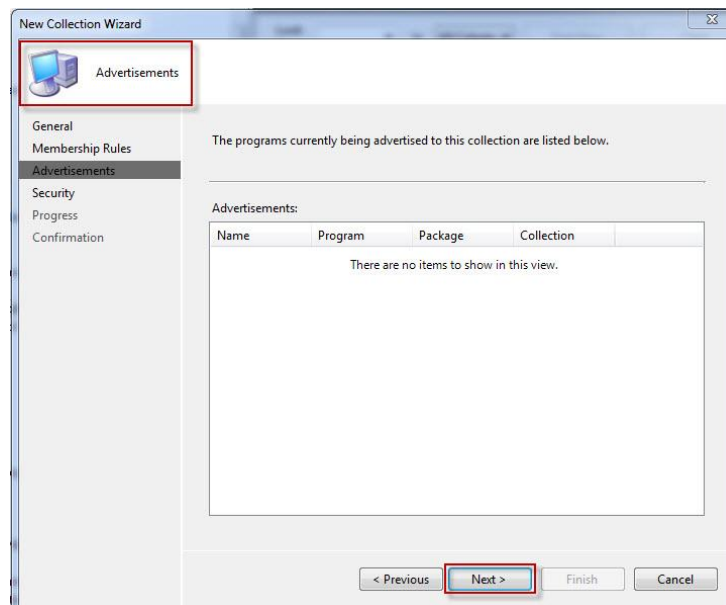 New Collection Wizard
Advertisements
General
Membership Rules
Advertisements
Security
Progress
Confirmation
The programs currently being advertised to this collection are listed below.
Advertisements:
Name Program Package Collection
There are no items to show in this view.
< Previous Next > Finish Cancel